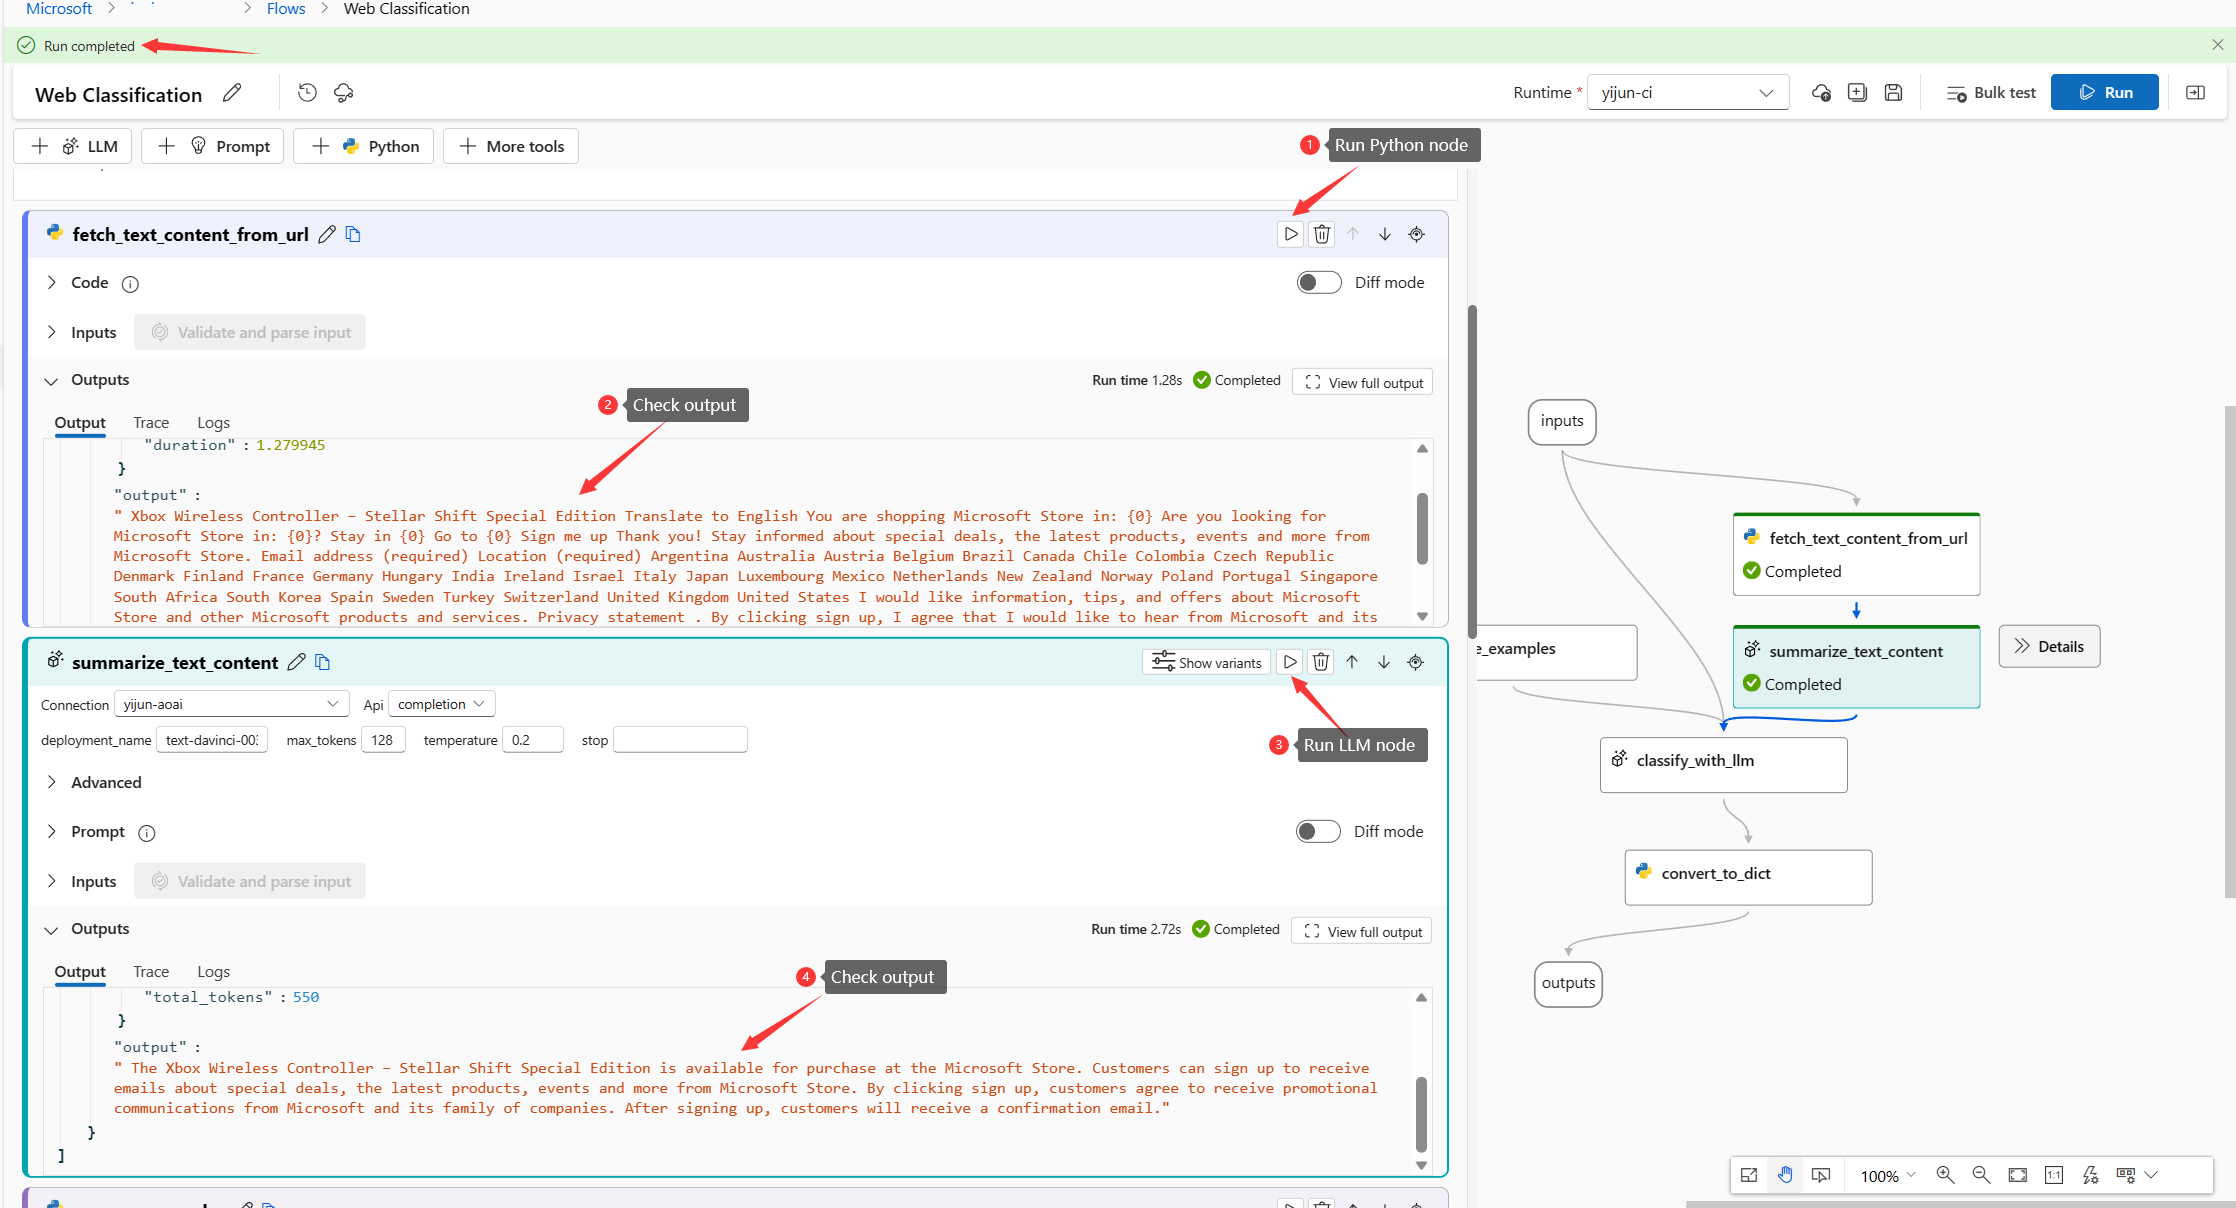 Microsoft > > Flows > Web Classification
Run completed
Web Classification
Runtime * yijun-ci
Bulk test
Run
+ LLM
+ Prompt
+ Python
+ More tools
1 Run Python node
fetch_text_content_from_url
Code
Diff mode
Inputs
Validate and parse input
Outputs
Run time 1.28s Completed
View full output
2 Check output
Output Trace Logs
"duration" : 1.279945
}
"output" :
" Xbox Wireless Controller – Stellar Shift Special Edition Translate to English You are shopping Microsoft Store in: {0} Are you looking for
Microsoft Store in: {0}? Stay in {0} Go to {0} Sign me up Thank you! Stay informed about special deals, the latest products, events and more from
Microsoft Store. Email address (required) Location (required) Argentina Australia Austria Belgium Brazil Canada Chile Colombia Czech Republic
Denmark Finland France Germany Hungary India Ireland Israel Italy Japan Luxembourg Mexico Netherlands New Zealand Norway Poland Portugal Singapore
South Africa South Korea Spain Sweden Turkey Switzerland United Kingdom United States I would like information, tips, and offers about Microsoft
Store and other Microsoft products and services. Privacy statement . By clicking sign up, I agree that I would like to hear from Microsoft and its
summarize_text_content
Show variants
Connection yijun-aoai
Api completion
deployment_name text-davinci-003
max_tokens 128
temperature 0.2
stop
3 Run LLM node
Advanced
Prompt
Diff mode
Inputs
Validate and parse input
Outputs
Run time 2.72s Completed
View full output
4 Check output
Output Trace Logs
"total_tokens" : 550
}
"output" :
" The Xbox Wireless Controller – Stellar Shift Special Edition is available for purchase at the Microsoft Store. Customers can sign up to receive
emails about special deals, the latest products, events and more from Microsoft Store. By clicking sign up, customers agree to receive promotional
communications from Microsoft and its family of companies. After signing up, customers will receive a confirmation email."
}
]
inputs
fetch_text_content_from_url
Completed
e_examples
summarize_text_content
Completed
Details
classify_with_llm
convert_to_dict
outputs
100%
1:1